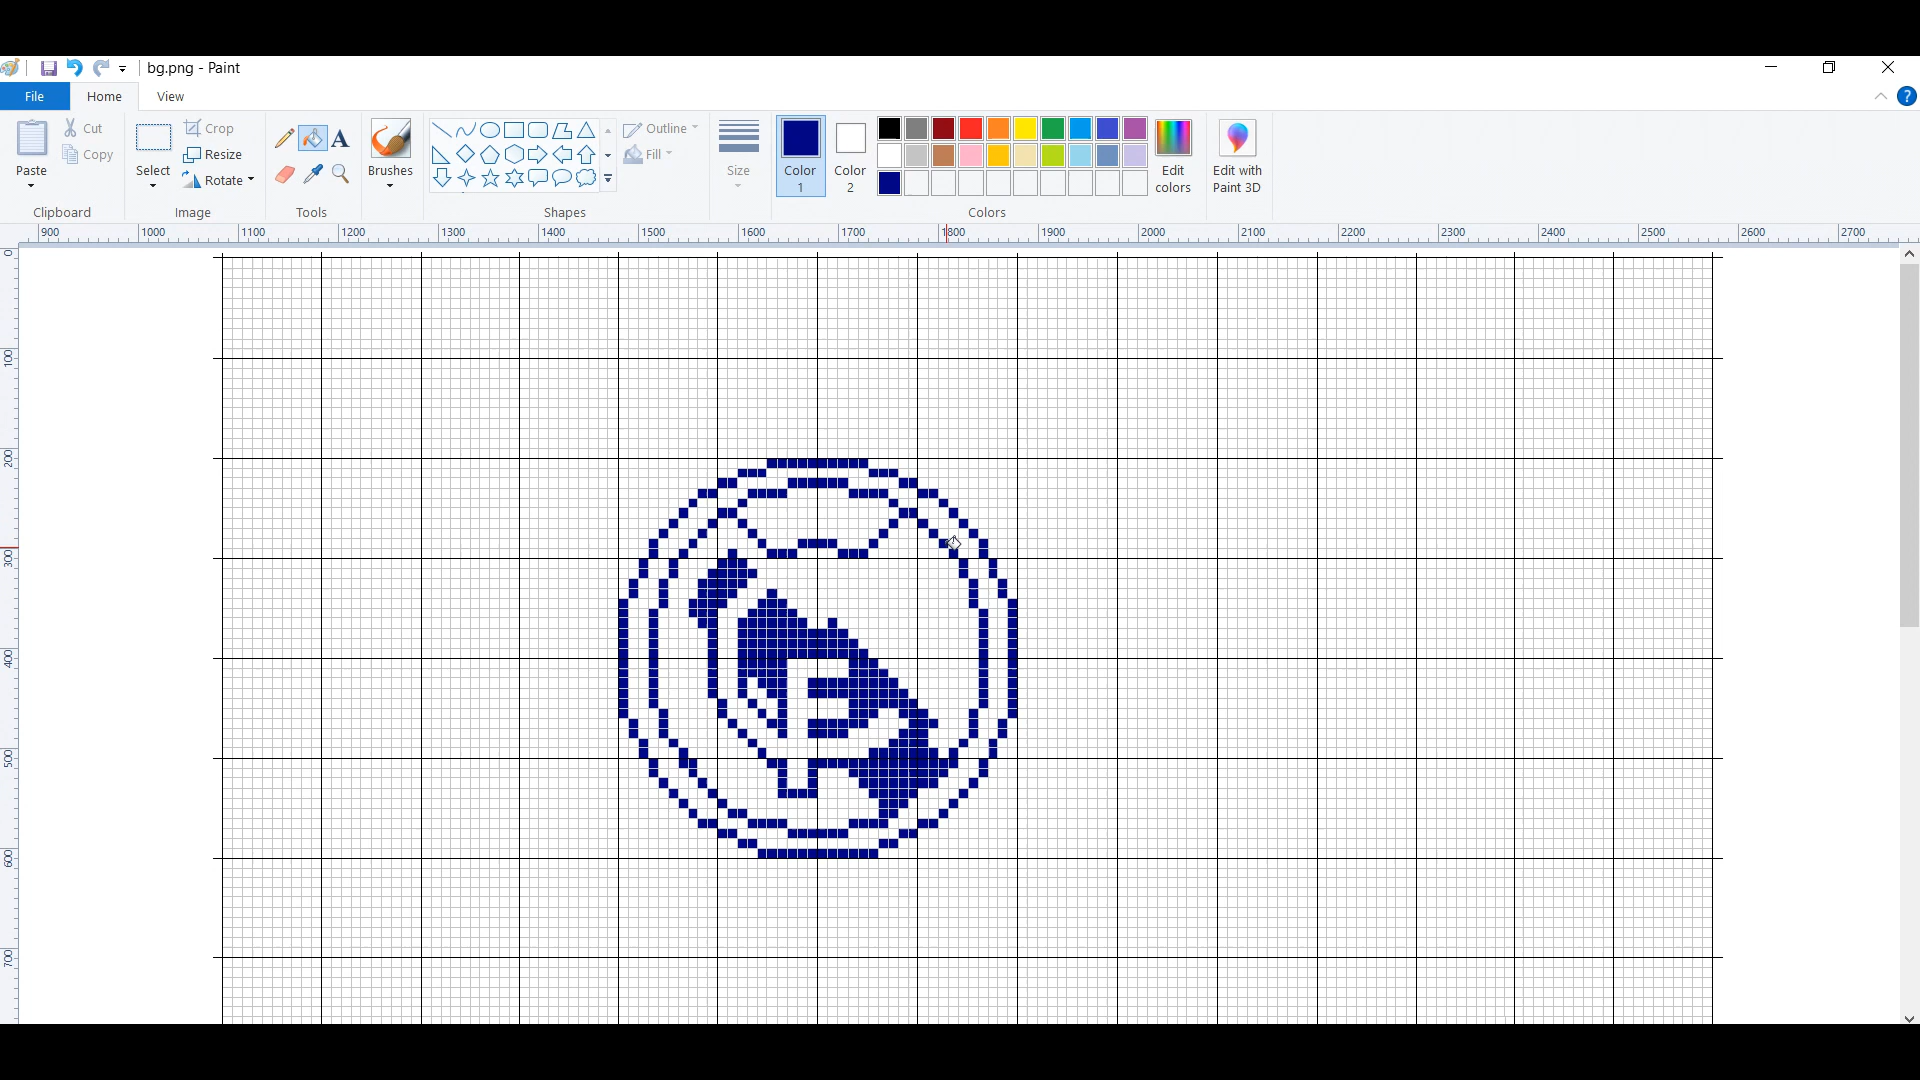 bg.png - Paint
File Home View
?
Paste
Cut
Copy
Clipboard
Select
Crop
Resize
Rotate
Image
A
Tools
Brushes
Shapes
Outline
Fill
Size
Color 1
Color 2
Colors
Edit colors
Edit with Paint 3D
900 1000 1100 1200 1300 1400 1500 1600 1700 1800 1900 2000 2100 2200 2300 2400 2500 2600 2700
0
100
200
300
400
500
600
700